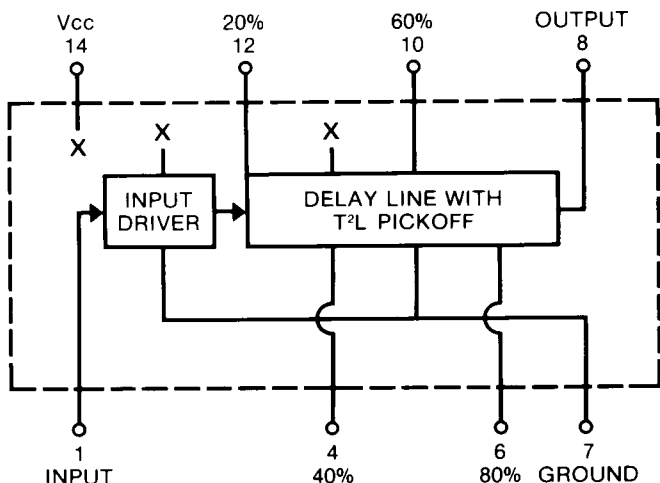 Vcc
14
20%
12
60%
10
OUTPUT
8
X
X
X
INPUT
DRIVER
DELAY LINE WITH
T²L PICKOFF
1
INPUT
4
40%
6
80%
7
GROUND